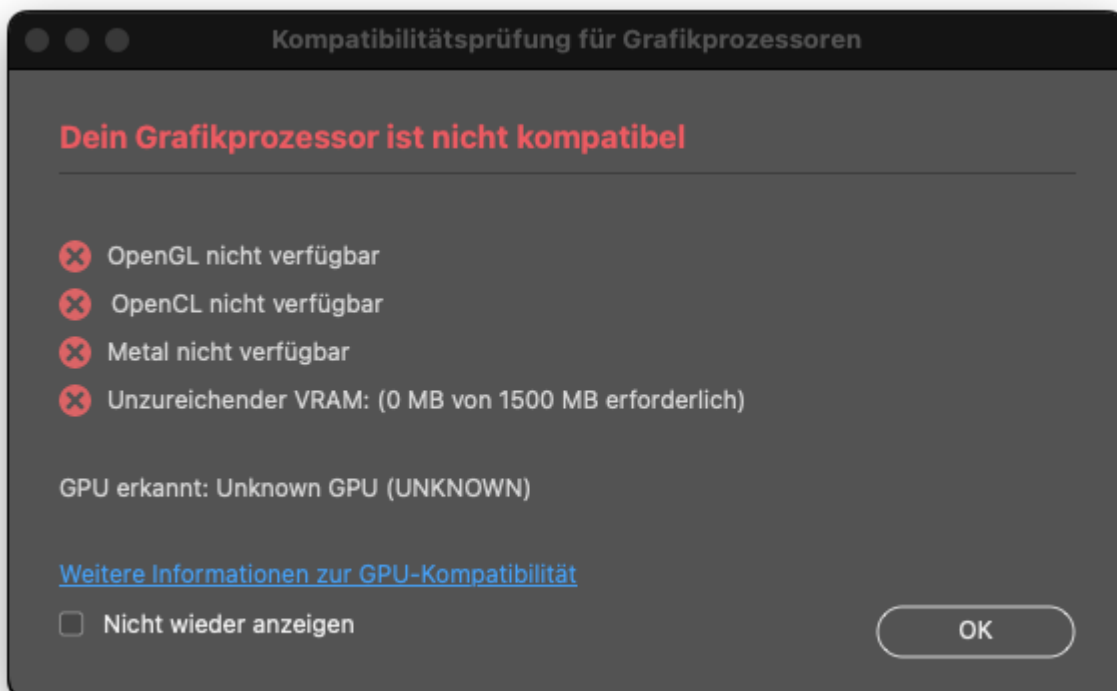 Kompatibilitätsprüfung für Grafikprozessoren
Dein Grafikprozessor ist nicht kompatibel
OpenGL nicht verfügbar
OpenCL nicht verfügbar
Metal nicht verfügbar
Unzureichender VRAM: (0 MB von 1500 MB erforderlich)
GPU erkannt: Unknown GPU (UNKNOWN)
Weitere Informationen zur GPU-Kompatibilität
Nicht wieder anzeigen
OK